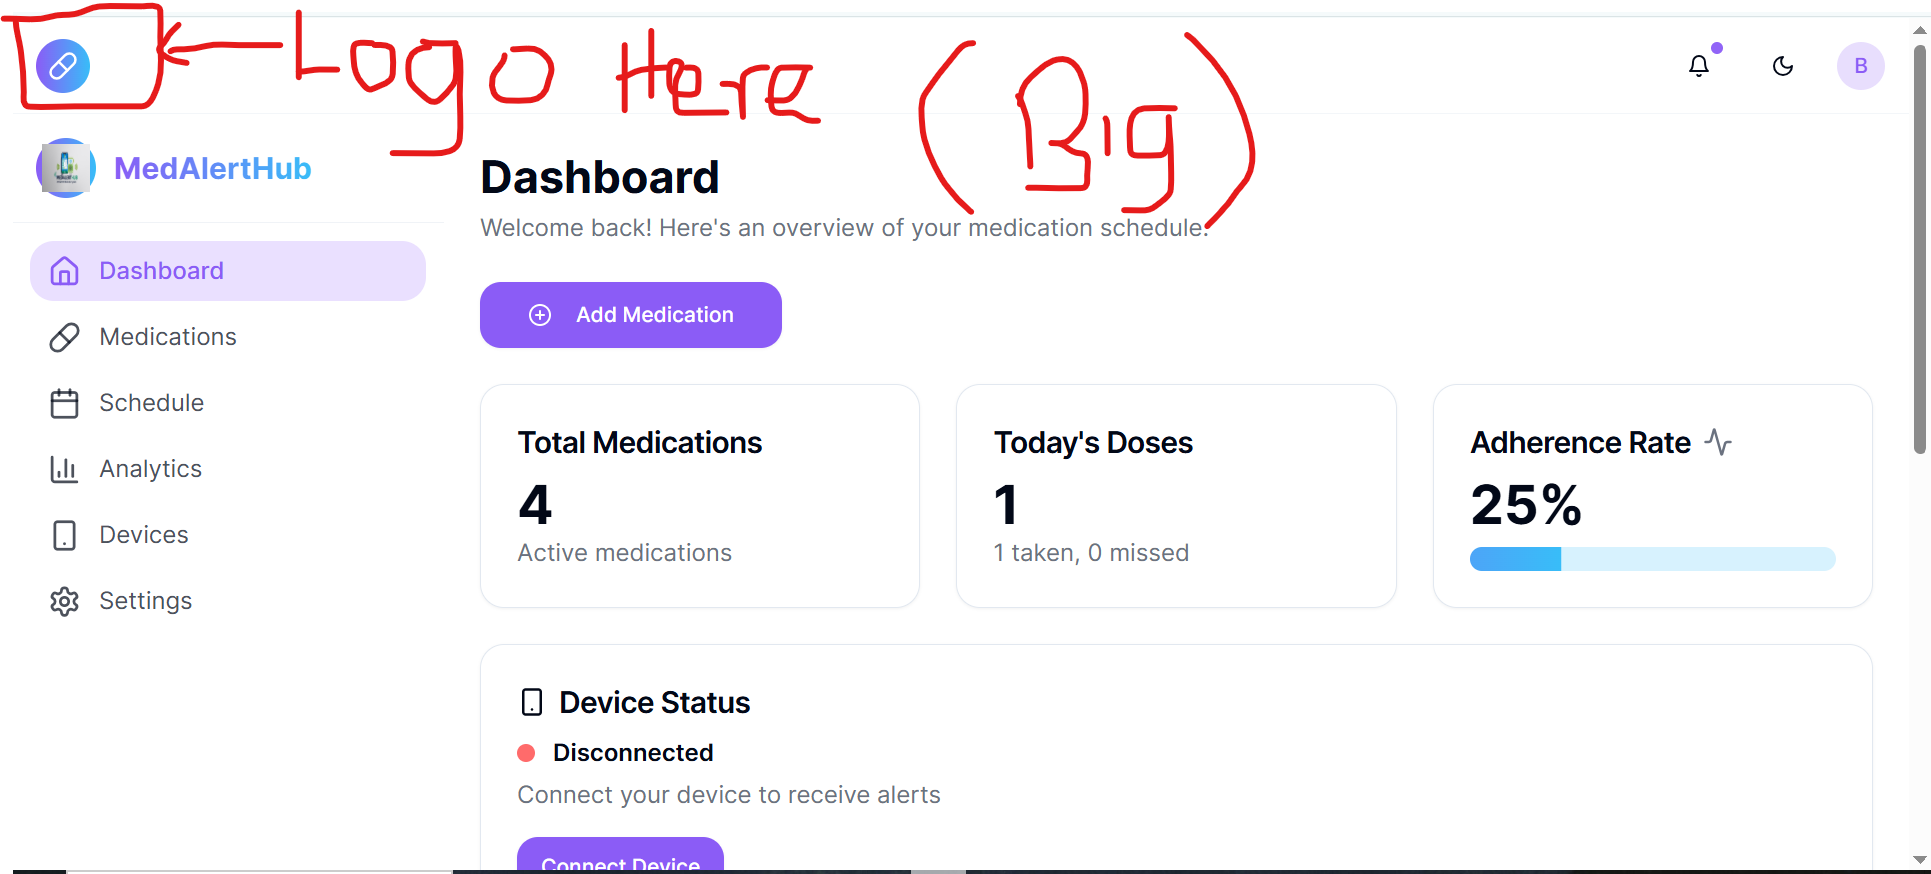 Logo Here (Big)
B
MedAlertHub
Dashboard
Welcome back! Here's an overview of your medication schedule.
Dashboard
Medications
Schedule
Analytics
Devices
Settings
Add Medication
Total Medications
4
Active medications
Today's Doses
1
1 taken, 0 missed
Adherence Rate
25%
Device Status
Disconnected
Connect your device to receive alerts
Connect Device